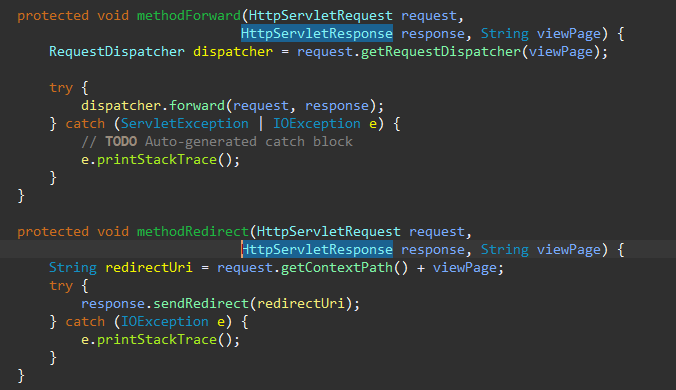 protected void methodForward(HttpServletRequest request,
HttpServletResponse response, String viewPage) {
RequestDispatcher dispatcher = request.getRequestDispatcher(viewPage);
try {
dispatcher.forward(request, response);
} catch (ServletException | IOException e) {
// TODO Auto-generated catch block
e.printStackTrace();
}
}
protected void methodRedirect(HttpServletRequest request,
HttpServletResponse response, String viewPage) {
String redirectUri = request.getContextPath() + viewPage;
try {
response.sendRedirect(redirectUri);
} catch (IOException e) {
e.printStackTrace();
}
}